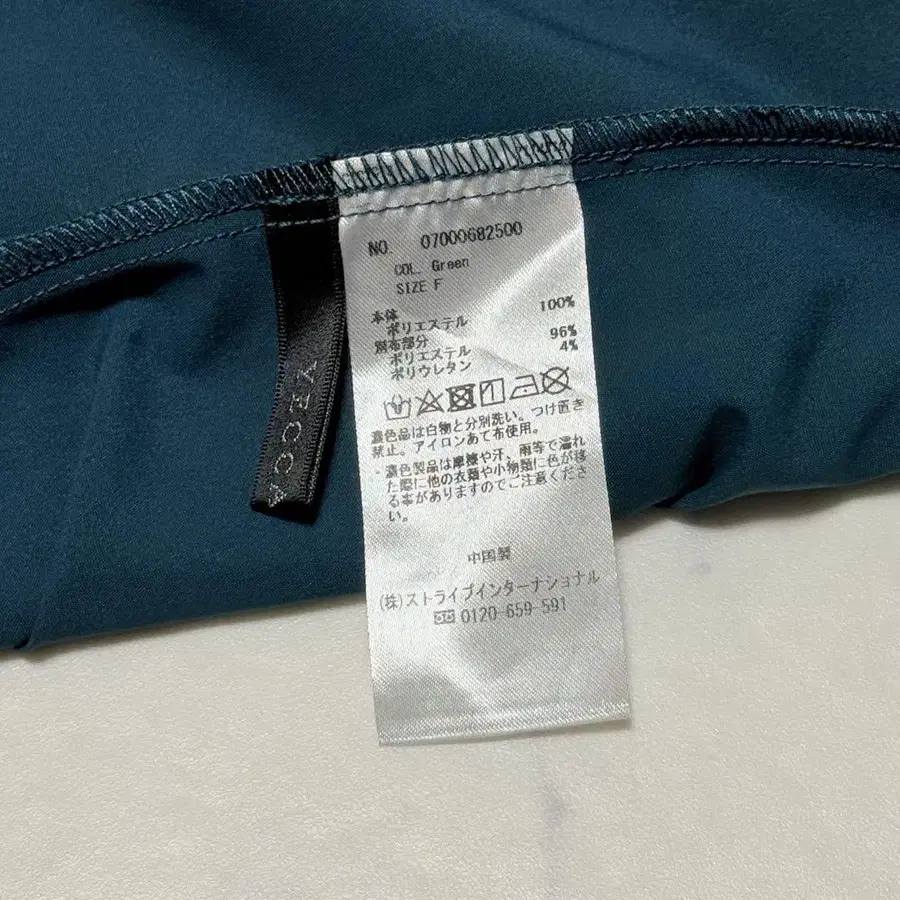 NO. 07000682500
COL. Green
SIZE F
本体
ポリエステル 100%
別布部分
ポリエステル 96%
ポリウレタン 4%
濃色品は白物と分別洗い。つけ置き
禁止。アイロンあて布使用。
・濃色製品は摩擦や汗、雨等で濡れ
た際に他の衣類や小物類に色が移
る事がありますのでご注意くださ
い。
中国製
(株)ストライプインターナショナル
0120-659-591
YECCA